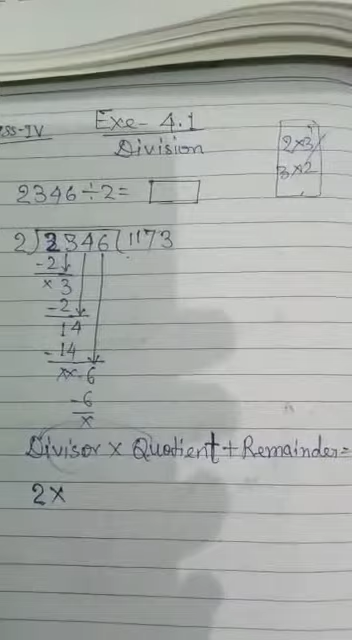 ss-IV
Exe- 4.1
Division
2×3
3×2
2346÷2=
2) 2346 (1173
-2
× 3
-2
14
-14
×× 6
-6
×
Divisor × Quotient + Remainder =
2×